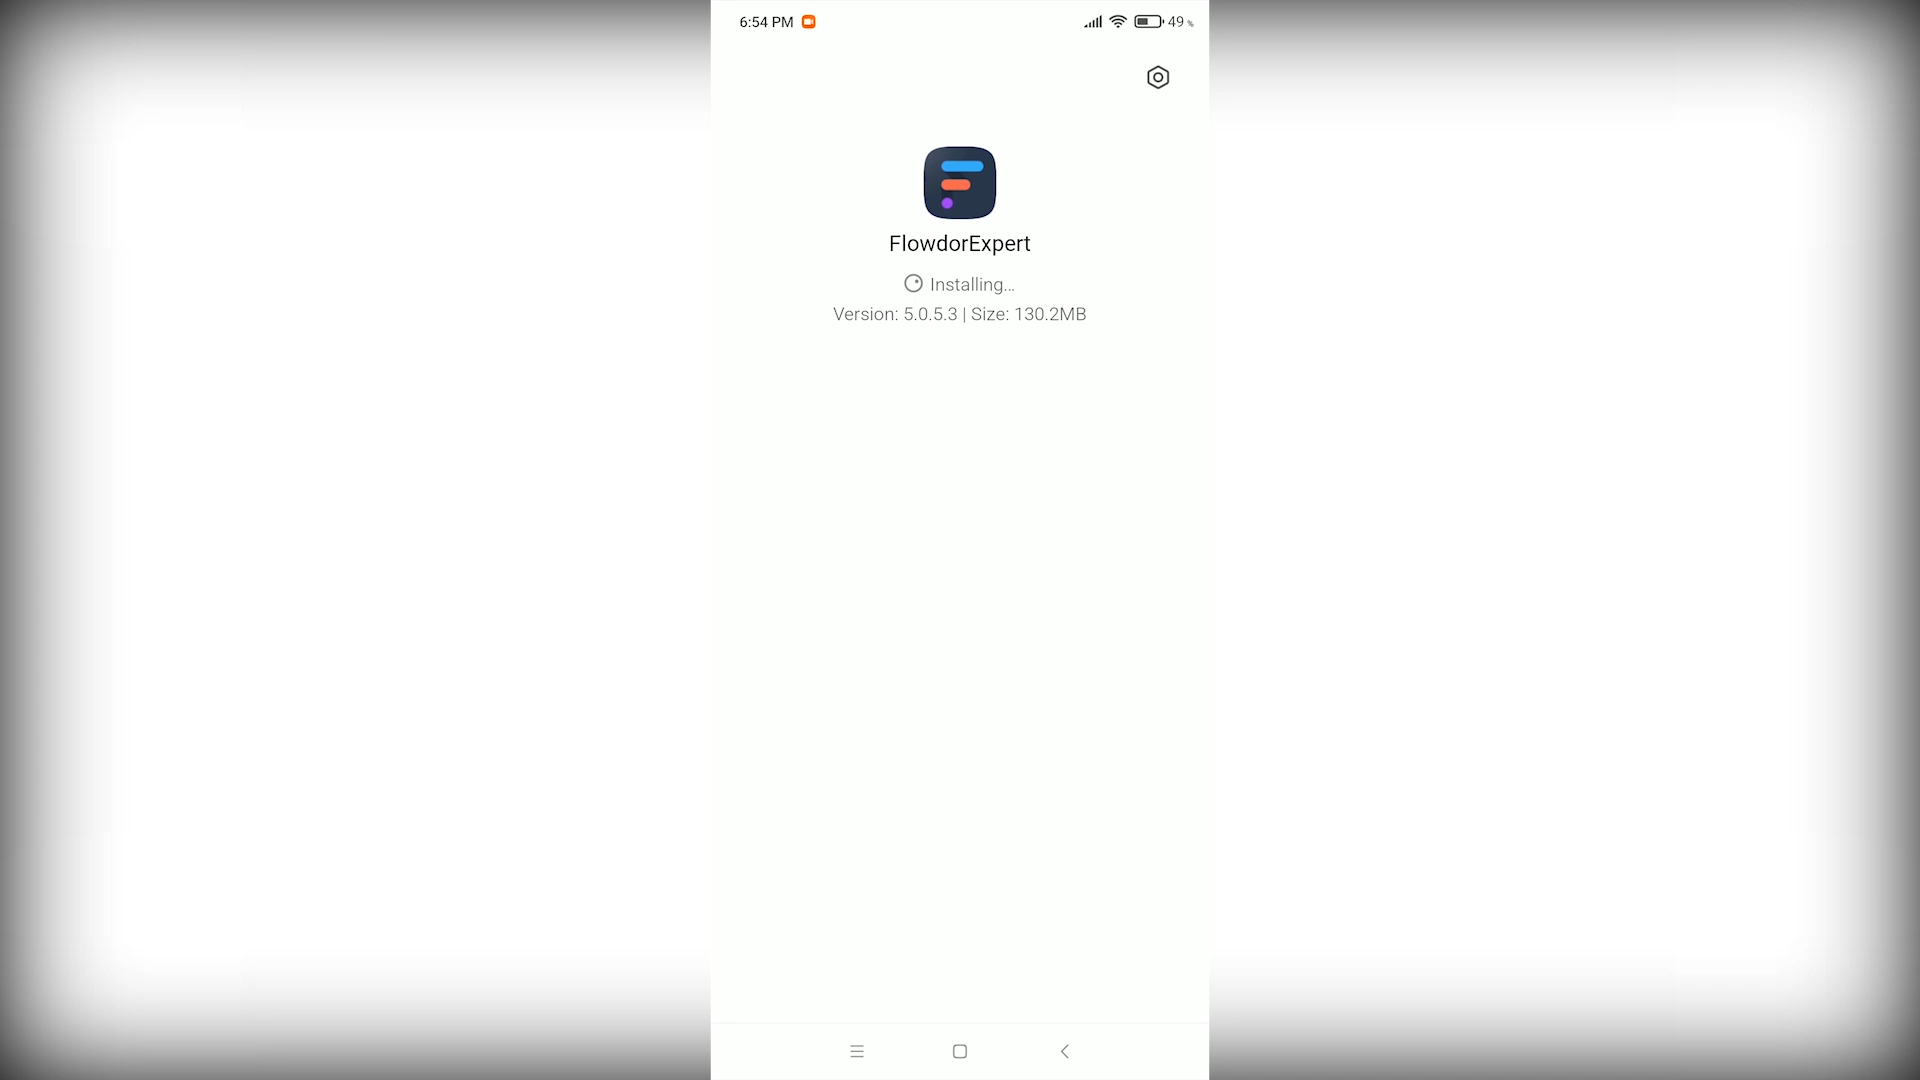 6:54 PM
49 %
FlowdorExpert
Installing...
Version: 5.0.5.3 | Size: 130.2MB